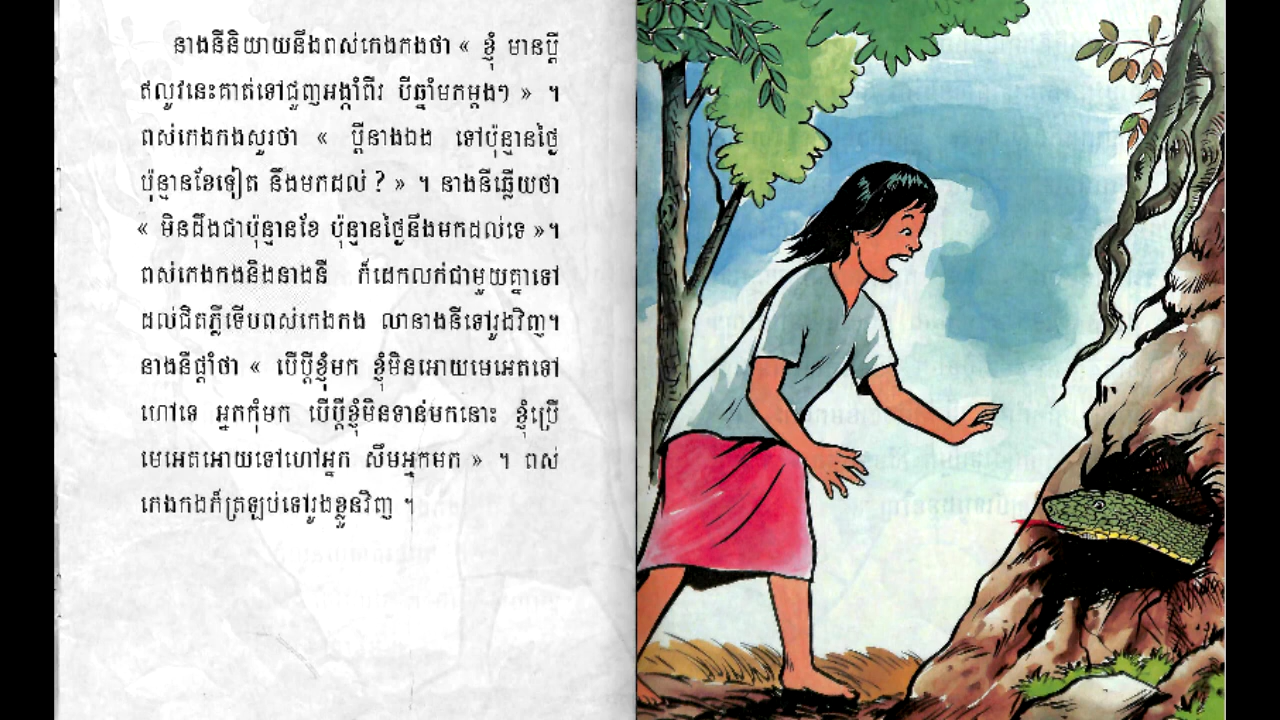 នាងនីនិយាយនឹងពស់កេងកងថា « ខ្ញុំ មានប្ដី
ឥលូវនេះគាត់ទៅជួញអង្កាំពីរ បីឆ្នាំមកម្ដងៗ » ។
ពស់កេងកងសួរថា « ប្ដីនាងឯង ទៅប៉ុន្មានថ្ងៃ
ប៉ុន្មានខែទៀត នឹងមកដល់ ? » ។ នាងនីឆ្លើយថា
« មិនដឹងជាប៉ុន្មានខែ ប៉ុន្មានថ្ងៃនឹងមកដល់ទេ »។
ពស់កេងកងនិងនាងនី ក៏ដេកលក់ជាមួយគ្នាទៅ
ដល់ជិតភ្លឺទើបពស់កេងកង លានាងនីទៅរូងវិញ។
នាងនីផ្ដាំថា « បើប្ដីខ្ញុំមក ខ្ញុំមិនអោយមេអេតទៅ
ហៅទេ អ្នកកុំមក បើប្ដីខ្ញុំមិនទាន់មកនោះ ខ្ញុំប្រើ
មេអេតអោយទៅហៅអ្នក សឹមអ្នកមក » ។ ពស់
កេងកងក៏ត្រឡប់ទៅរូងខ្លួនវិញ ។